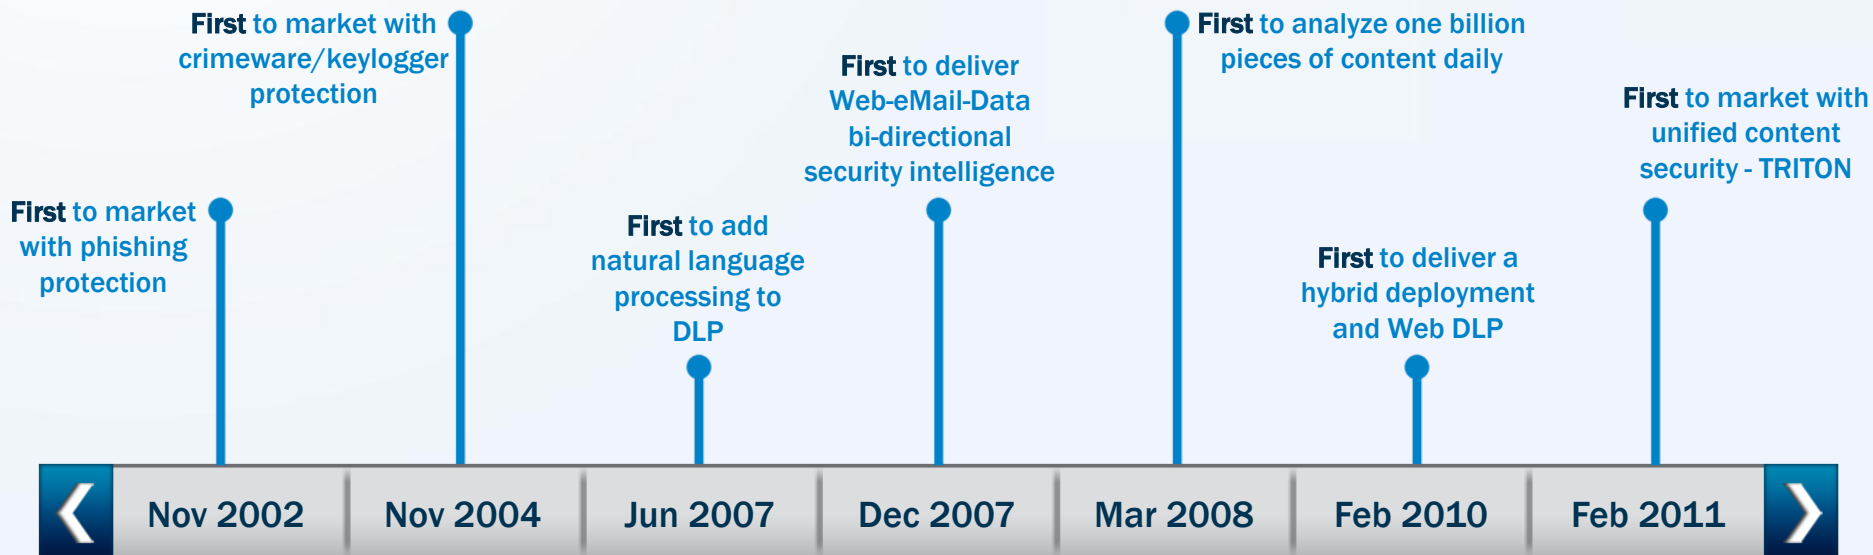 First to market
with phishing
protection
First to market with
crimeware/keylogger
protection
First to add
natural language
processing to
DLP
First to deliver
Web-eMail-Data
bi-directional
security intelligence
First to analyze one billion
pieces of content daily
First to deliver a
hybrid deployment
and Web DLP
First to market with
unified content
security - TRITON
Nov 2002
Nov 2004
Jun 2007
Dec 2007
Mar 2008
Feb 2010
Feb 2011